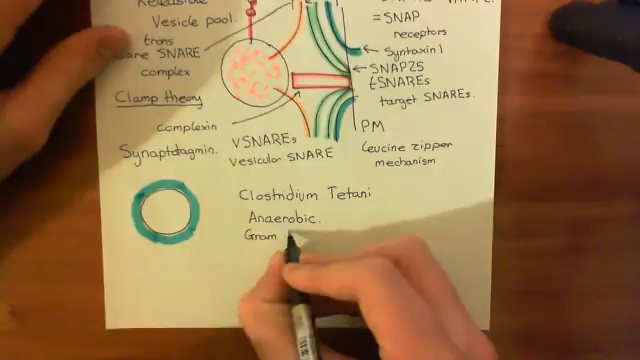 Vesicle pool.
trans
SNARE
complex
Clamp theory
complexin
Synaptotagmin.
VSNAREs
Vesicular SNARE
= SNAP
receptors
Syntaxin 1
SNAP25
tSNAREs
target SNAREs.
PM
Leucine zipper
mechanism
Clostridium Tetani
Anaerobic.
Gram